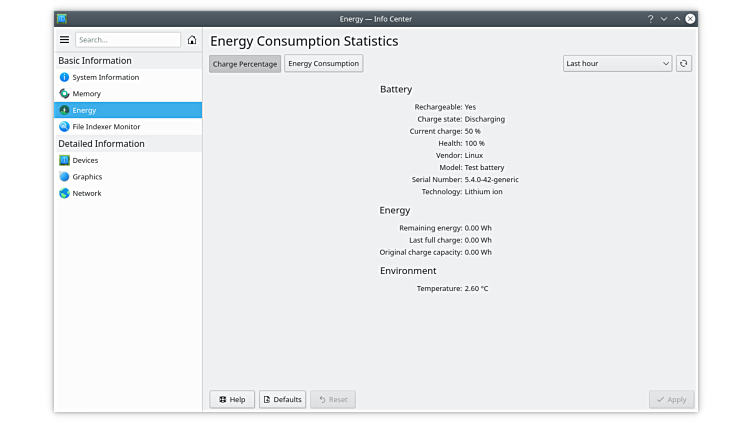 Energy — Info Center
Search...
Basic Information
System Information
Memory
Energy
File Indexer Monitor
Detailed Information
Devices
Graphics
Network
Energy Consumption Statistics
Charge Percentage
Energy Consumption
Last hour
Battery
Rechargeable: Yes
Charge state: Discharging
Current charge: 50 %
Health: 100 %
Vendor: Linux
Model: Test battery
Serial Number: 5.4.0-42-generic
Technology: Lithium ion
Energy
Remaining energy: 0.00 Wh
Last full charge: 0.00 Wh
Original charge capacity: 0.00 Wh
Environment
Temperature: 2.60 °C
Help
Defaults
Reset
Apply